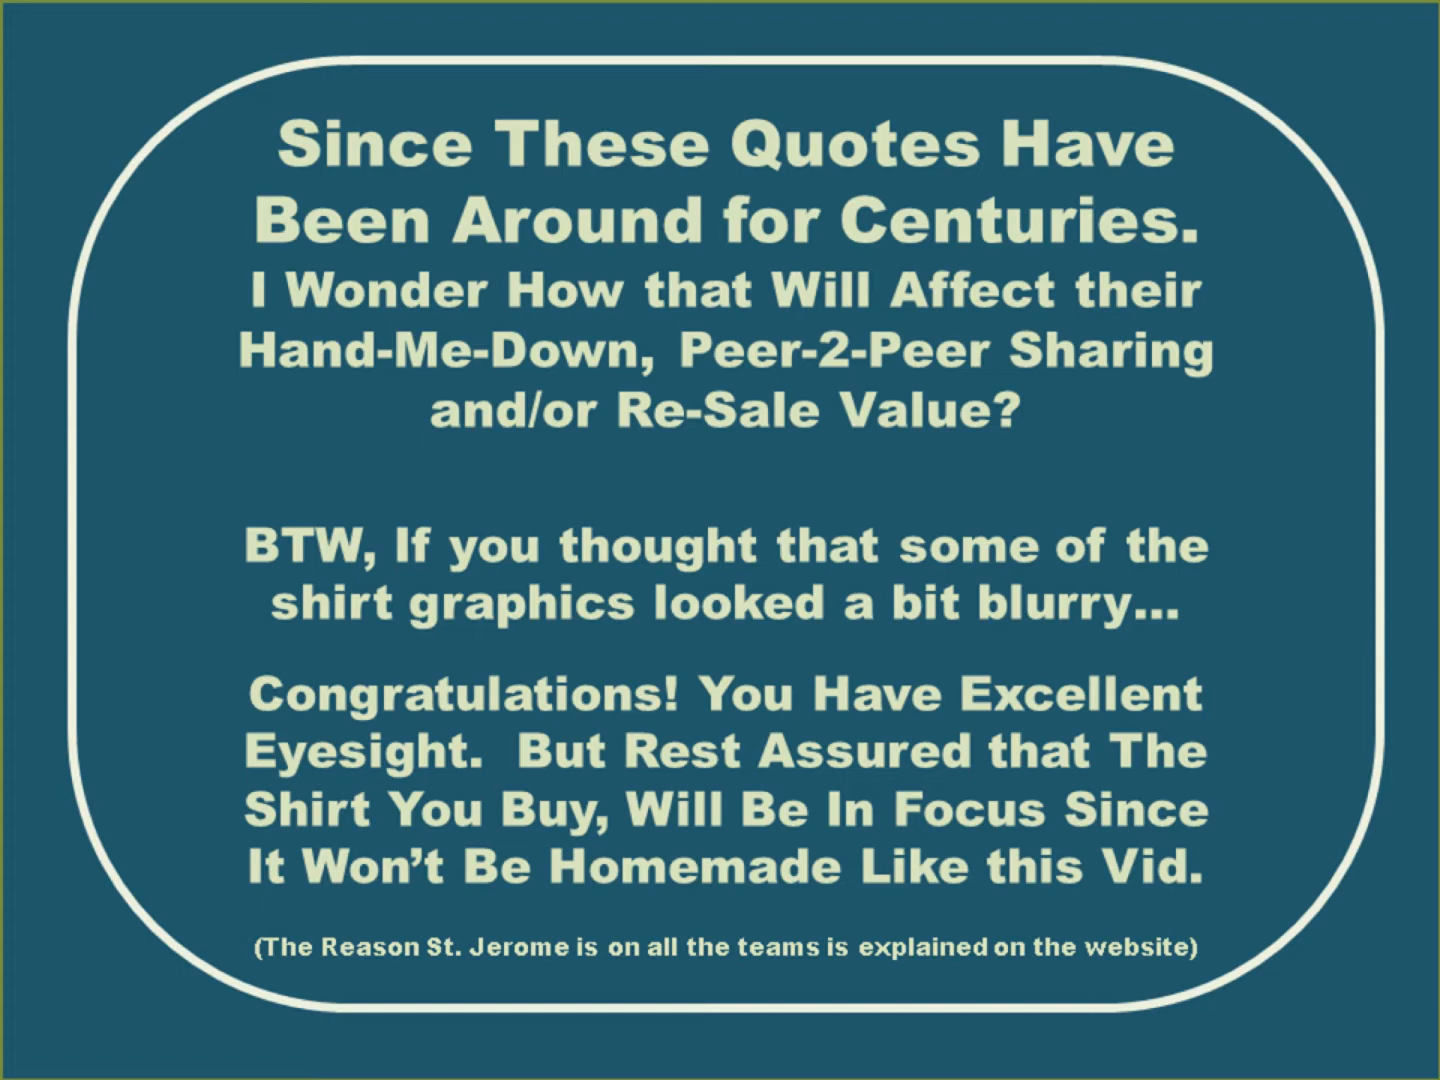 Since These Quotes Have
Been Around for Centuries.
I Wonder How that Will Affect their
Hand-Me-Down, Peer-2-Peer Sharing
and/or Re-Sale Value?
BTW, If you thought that some of the
shirt graphics looked a bit blurry...
Congratulations! You Have Excellent
Eyesight. But Rest Assured that The
Shirt You Buy, Will Be In Focus Since
It Won’t Be Homemade Like this Vid.
(The Reason St. Jerome is on all the teams is explained on the website)